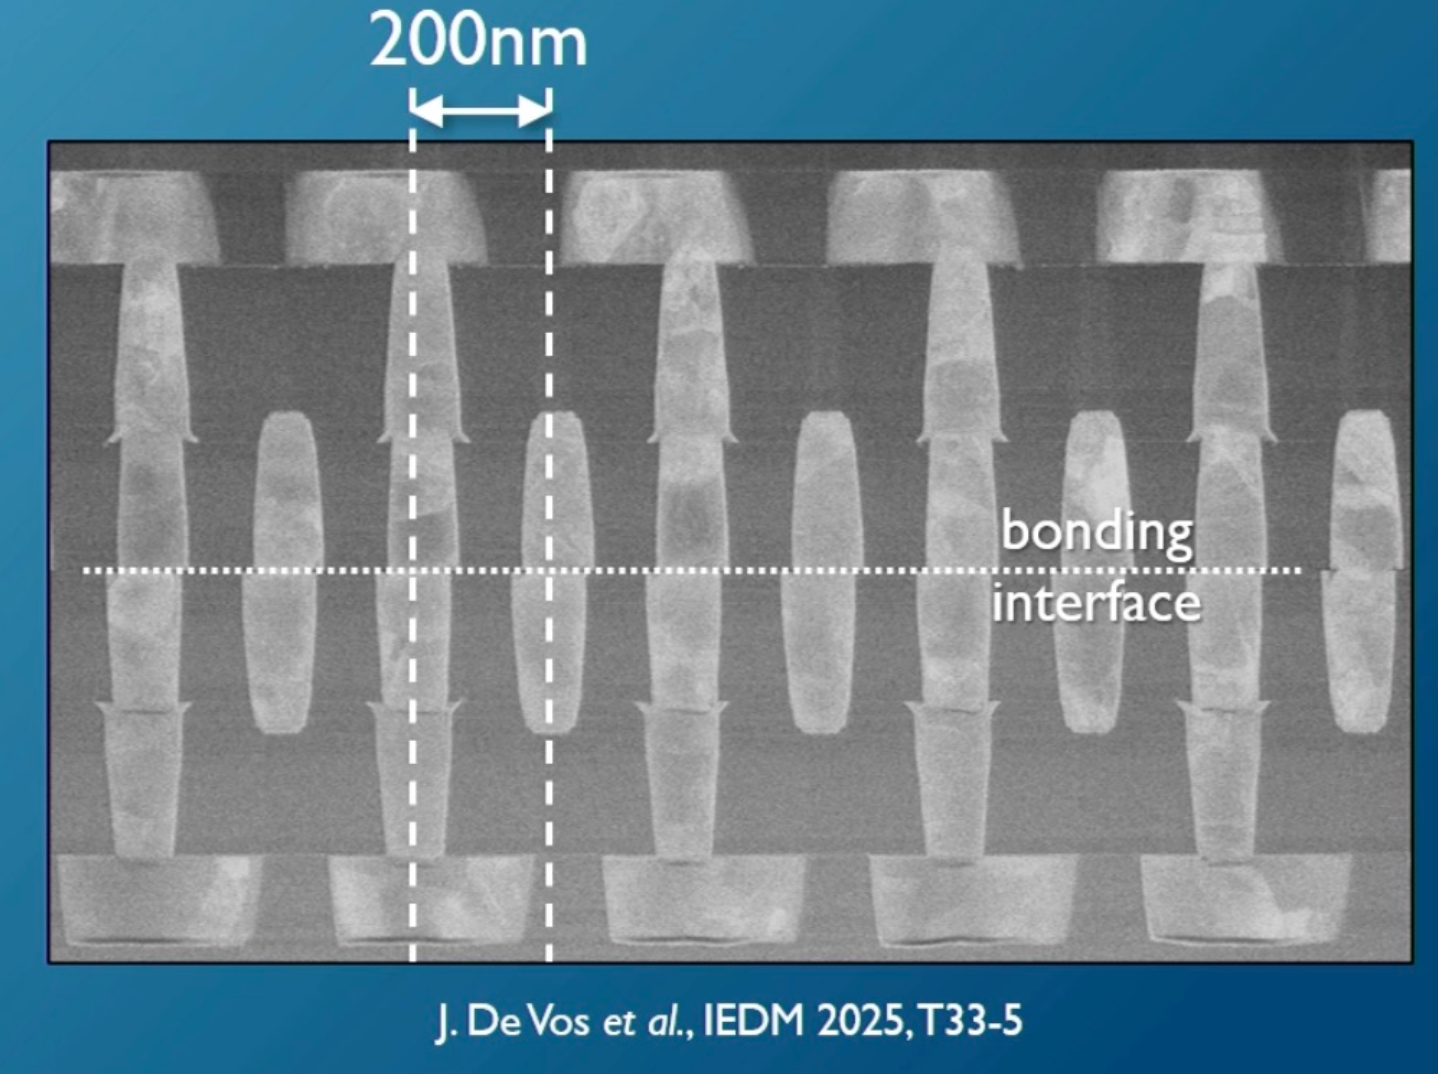 200nm
bonding
interface
J. De Vos et al., IEDM 2025, T33-5